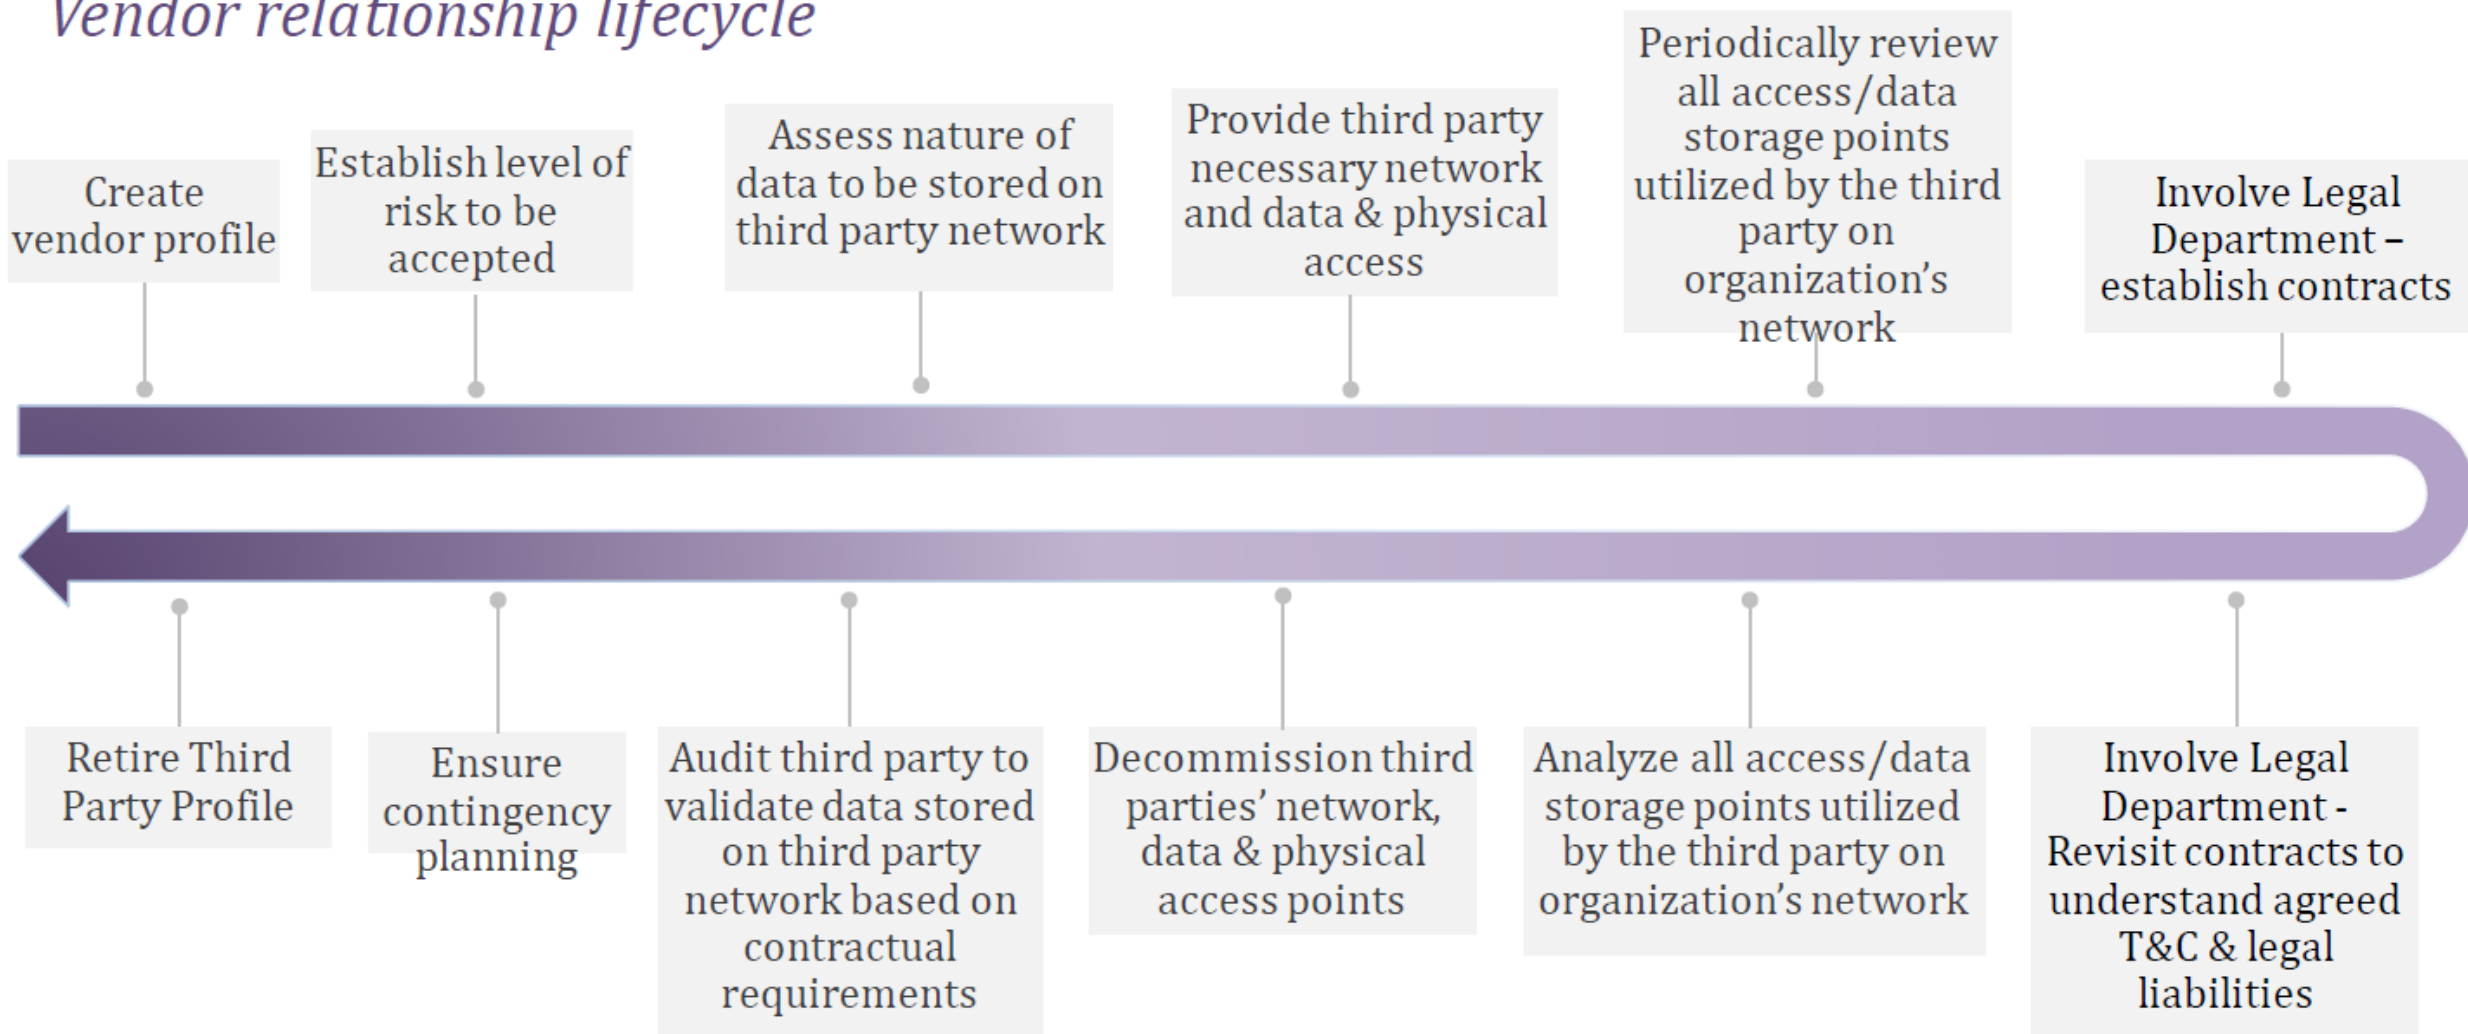 Vendor relationship lifecycle
Create
vendor profile
Establish level of
risk to be
accepted
Assess nature of
data to be stored on
third party network
Provide third party
necessary network
and data & physical
access
Periodically review
all access/data
storage points
utilized by the third
party on
organization’s
network
Involve Legal
Department –
establish contracts
Retire Third
Party Profile
Ensure
contingency
planning
Audit third party to
validate data stored
on third party
network based on
contractual
requirements
Decommission third
parties’ network,
data & physical
access points
Analyze all access/data
storage points utilized
by the third party on
organization’s network
Involve Legal
Department -
Revisit contracts to
understand agreed
T&C & legal
liabilities